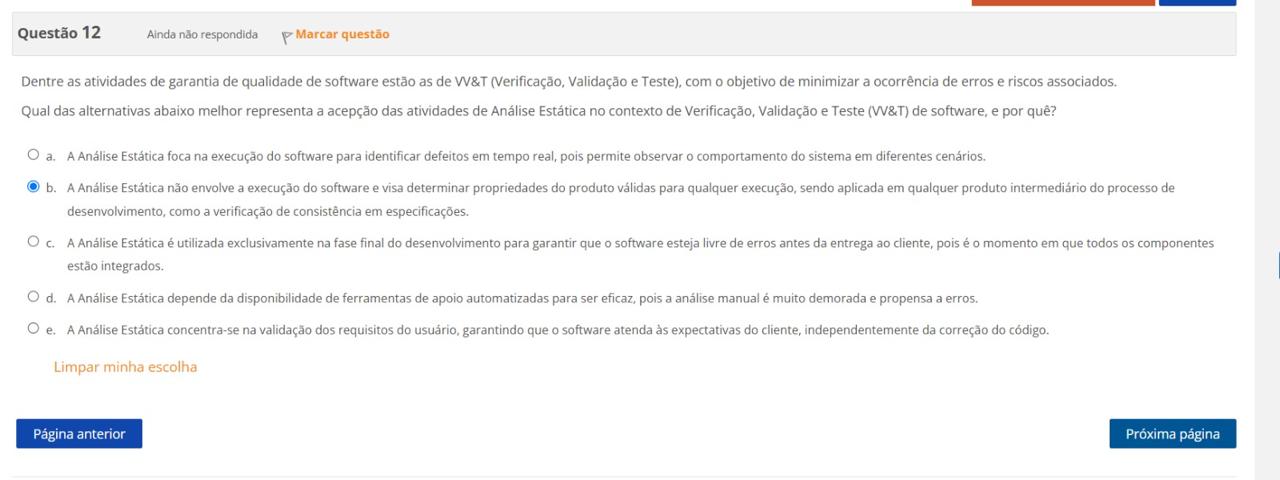 Questão 12
Ainda não respondida
Marcar questão
Dentre as atividades de garantia de qualidade de software estão as de VV&T (Verificação, Validação e Teste), com o objetivo de minimizar a ocorrência de erros e riscos associados.
Qual das alternativas abaixo melhor representa a acepção das atividades de Análise Estática no contexto de Verificação, Validação e Teste (VV&T) de software, e por quê?
a. A Análise Estática foca na execução do software para identificar defeitos em tempo real, pois permite observar o comportamento do sistema em diferentes cenários.
b. A Análise Estática não envolve a execução do software e visa determinar propriedades do produto válidas para qualquer execução, sendo aplicada em qualquer produto intermediário do processo de
desenvolvimento, como a verificação de consistência em especificações.
c. A Análise Estática é utilizada exclusivamente na fase final do desenvolvimento para garantir que o software esteja livre de erros antes da entrega ao cliente, pois é o momento em que todos os componentes
estão integrados.
d. A Análise Estática depende da disponibilidade de ferramentas de apoio automatizadas para ser eficaz, pois a análise manual é muito demorada e propensa a erros.
e. A Análise Estática concentra-se na validação dos requisitos do usuário, garantindo que o software atenda às expectativas do cliente, independentemente da correção do código.
Limpar minha escolha
Página anterior
Próxima página